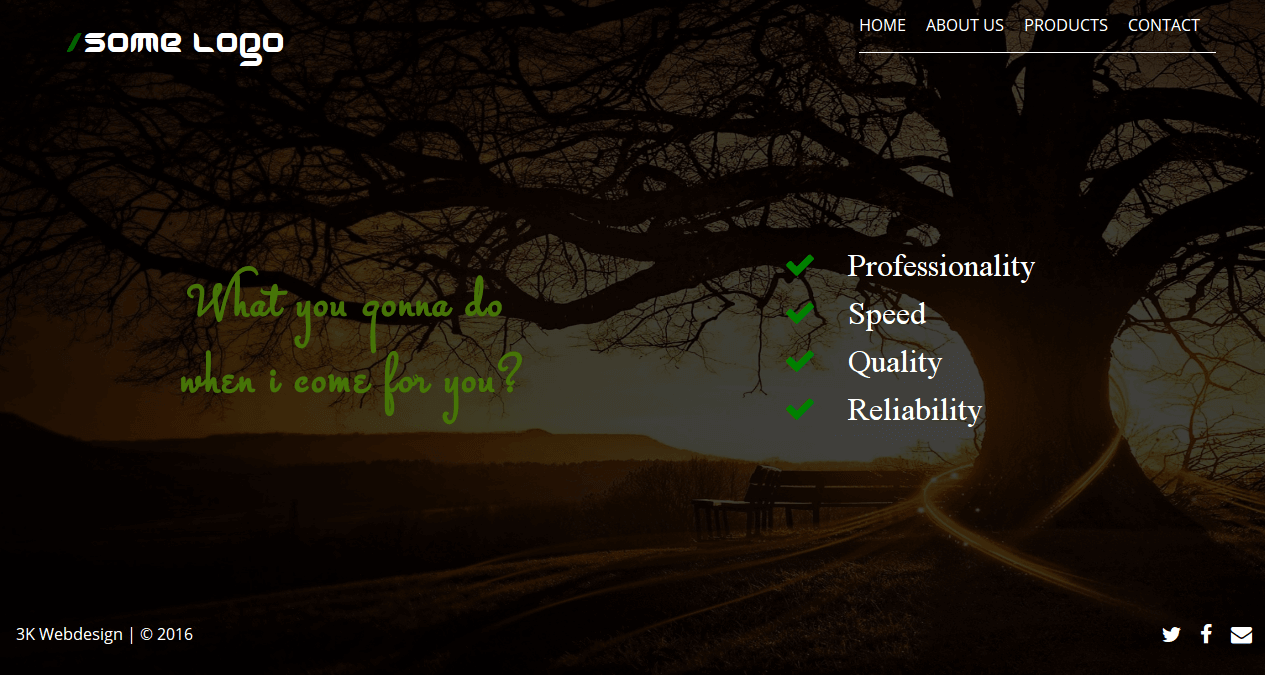 SOME LOGO
HOME ABOUT US PRODUCTS CONTACT
What you gonna do
when i come for you?
Professionality
Speed
Quality
Reliability
3K Webdesign | © 2016